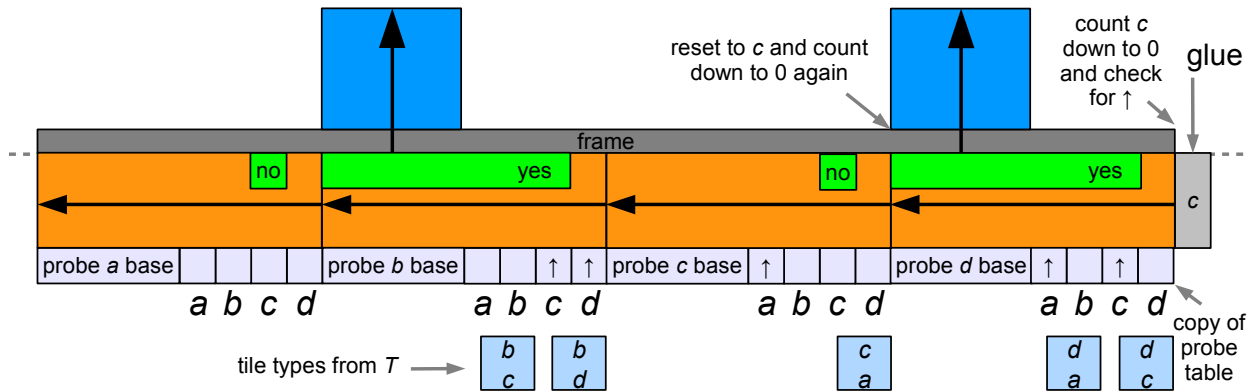 reset to c and count
down to 0 again
count c
down to 0
and check
for ↑
glue
frame
no
yes
no
yes
c
probe a base
probe b base
↑
↑
probe c base
↑
probe d base
↑
↑
a b c d
a b c d
a b c d
a b c d
tile types from T
b
c
b
d
c
a
d
a
d
c
copy of
probe
table